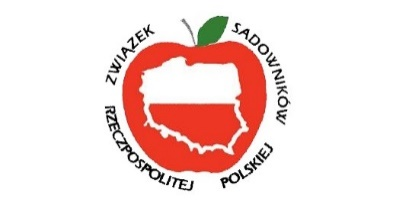 ZWIĄZEK SADOWNIKÓW
RZECZPOSPOLITEJ POLSKIEJ